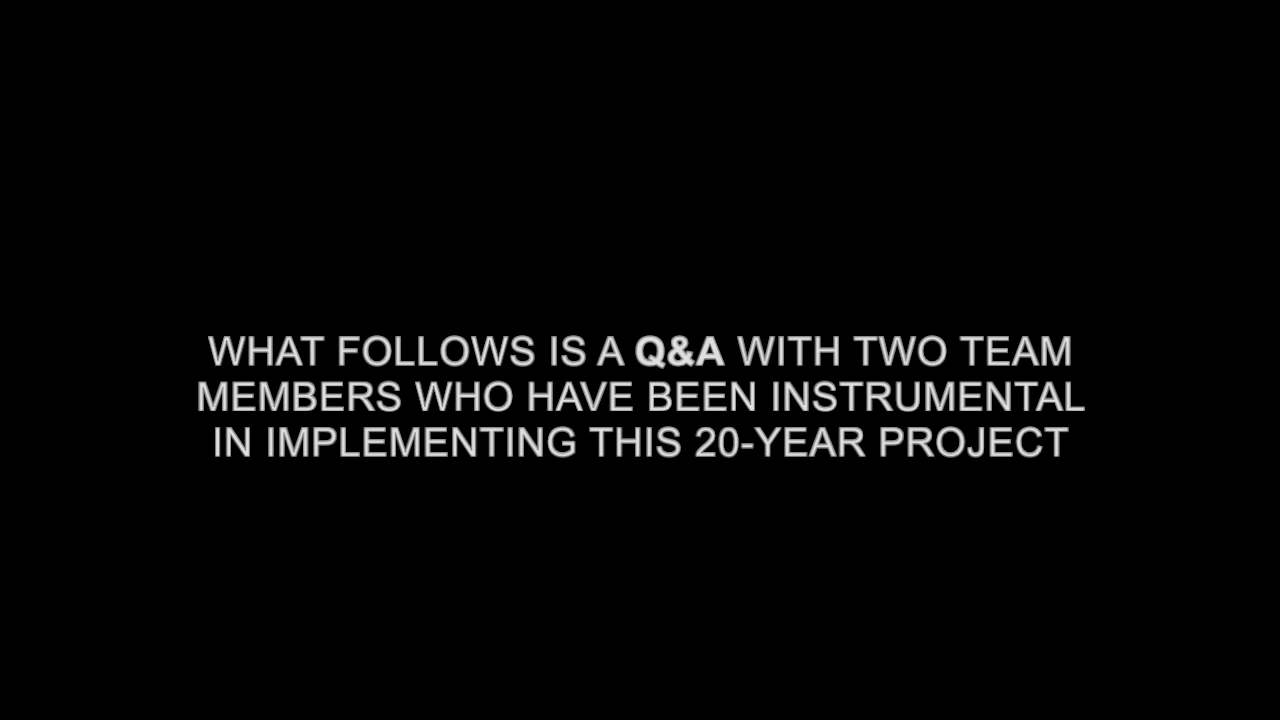 WHAT FOLLOWS IS A Q&A WITH TWO TEAM
MEMBERS WHO HAVE BEEN INSTRUMENTAL
IN IMPLEMENTING THIS 20-YEAR PROJECT